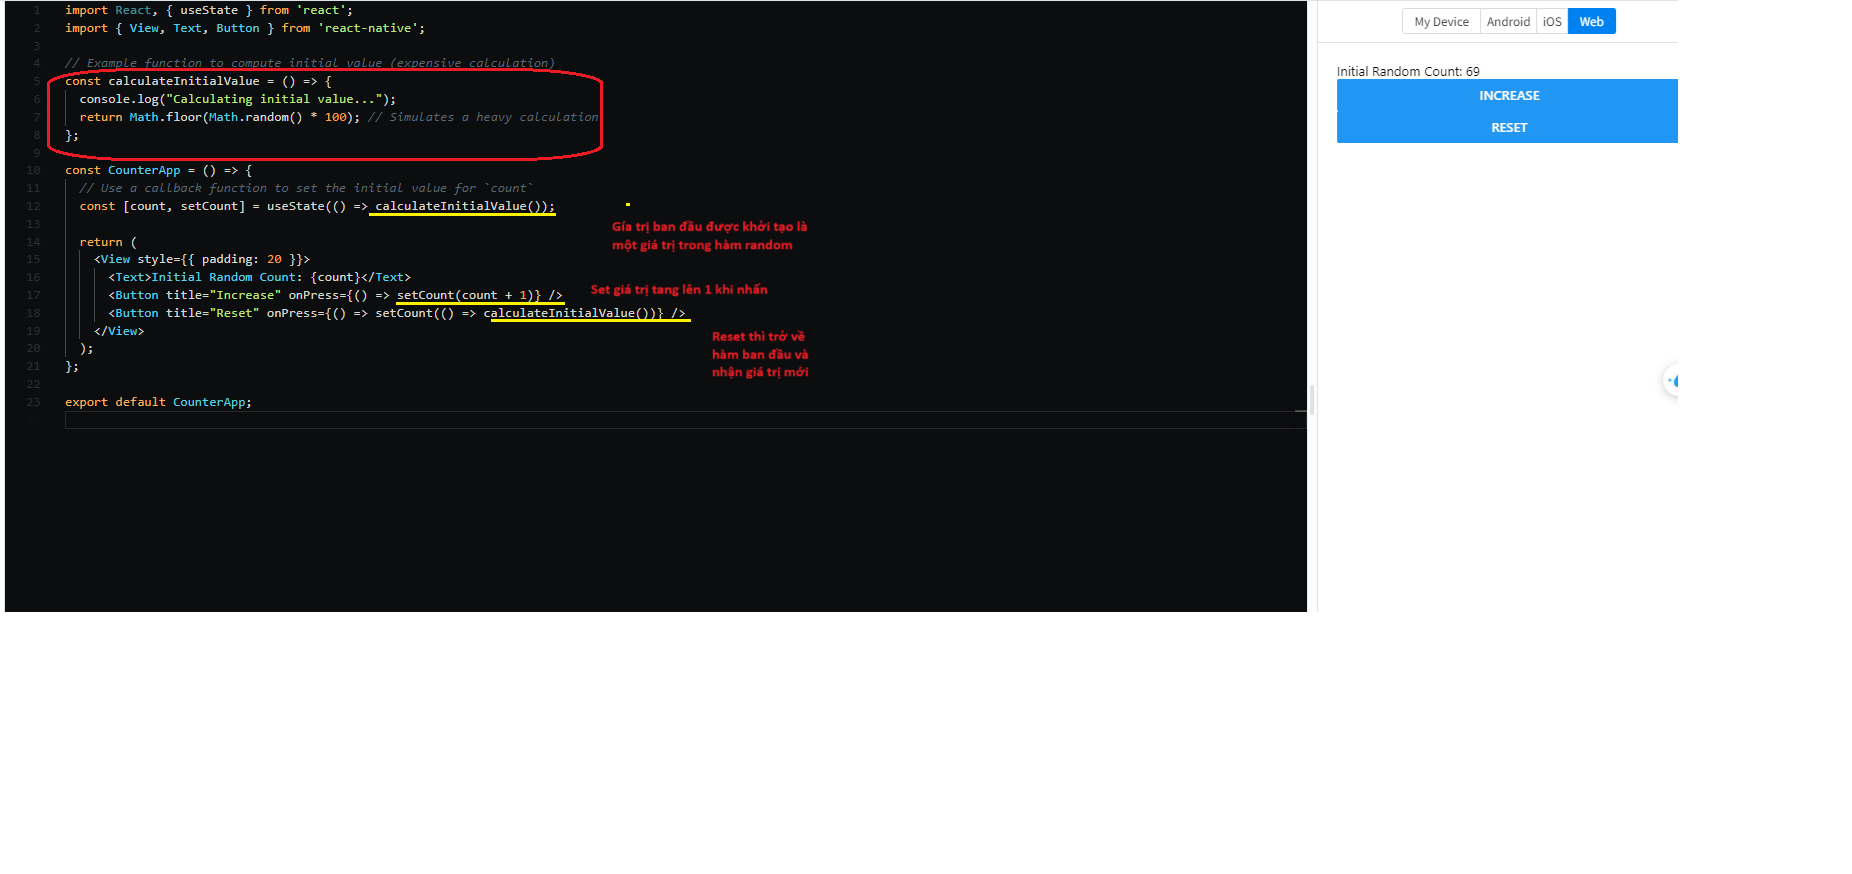 1 import React, { useState } from 'react';
2 import { View, Text, Button } from 'react-native';
3
4 // Example function to compute initial value (expensive calculation)
5 const calculateInitialValue = () => {
6 console.log("Calculating initial value...");
7 return Math.floor(Math.random() * 100); // Simulates a heavy calculation
8 };
9
10 const CounterApp = () => {
11 // Use a callback function to set the initial value for `count`
12 const [count, setCount] = useState(() => calculateInitialValue());
13
Gía trị ban đầu được khởi tạo là
một giá trị trong hàm random
14 return (
15 <View style={{ padding: 20 }}>
16 <Text>Initial Random Count: {count}</Text>
17 <Button title="Increase" onPress={() => setCount(count + 1)} />
Set giá trị tang lên 1 khi nhấn
18 <Button title="Reset" onPress={() => setCount(() => calculateInitialValue())} />
19 </View>
20 );
21 };
Reset thì trở về
hàm ban đầu và
nhận giá trị mới
22
23 export default CounterApp;
My Device Android iOS Web
Initial Random Count: 69
INCREASE
RESET